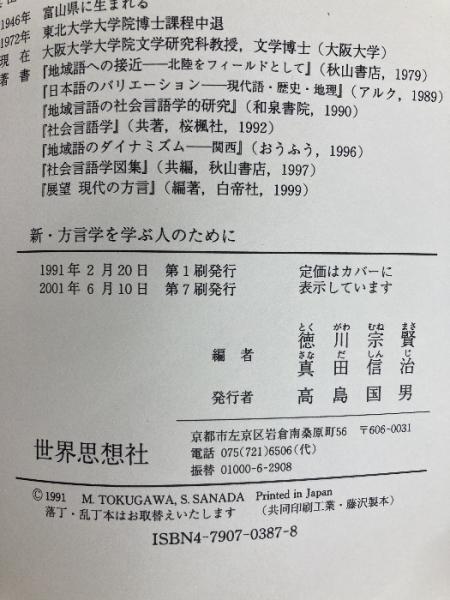 1946年 富山県に生まれる
1972年 東北大学大学院博士課程中退
現在 大阪大学大学院文学研究科教授，文学博士（大阪大学）
著書 『地域語への接近――北陸をフィールドとして』（秋山書店，1979）
『日本語のバリエーション――現代語・歴史・地理』（アルク，1989）
『地域言語の社会言語学的研究』（和泉書院，1990）
『社会言語学』（共著，桜楓社，1992）
『地域語のダイナミズム――関西』（おうふう，1996）
『社会言語学図集』（共編，秋山書店，1997）
『展望 現代の方言』（編著，白帝社，1999）
新・方言学を学ぶ人のために
1991年2月20日 第1刷発行 定価はカバーに
2001年6月10日 第7刷発行 表示しています
とく がわ むね まさ
徳川宗賢
編者
さな だ しん じ
真田信治
発行者 高島国男
世界思想社
京都市左京区岩倉南桑原町56 〒606-0031
電話 075(721)6506(代)
振替 01000-6-2908
©1991 M. TOKUGAWA, S. SANADA Printed in Japan
落丁・乱丁本はお取替えいたします （共同印刷工業・藤沢製本）
ISBN4-7907-0387-8